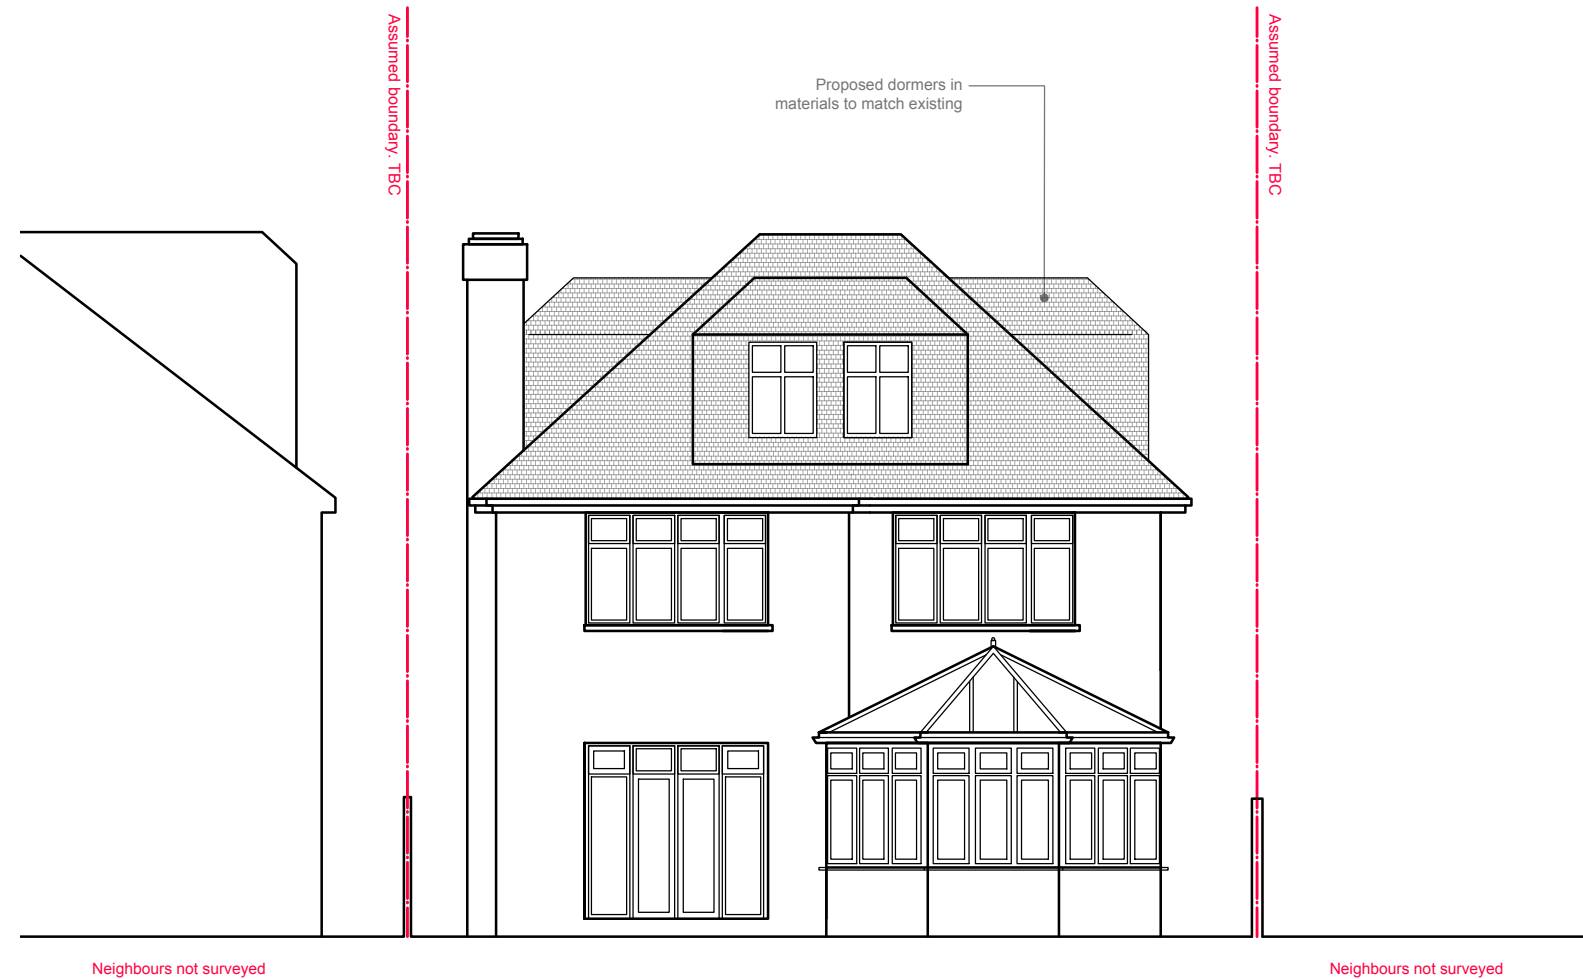 Assumed boundary. TBC
Assumed boundary. TBC
Proposed dormers in
materials to match existing
Neighbours not surveyed
Neighbours not surveyed